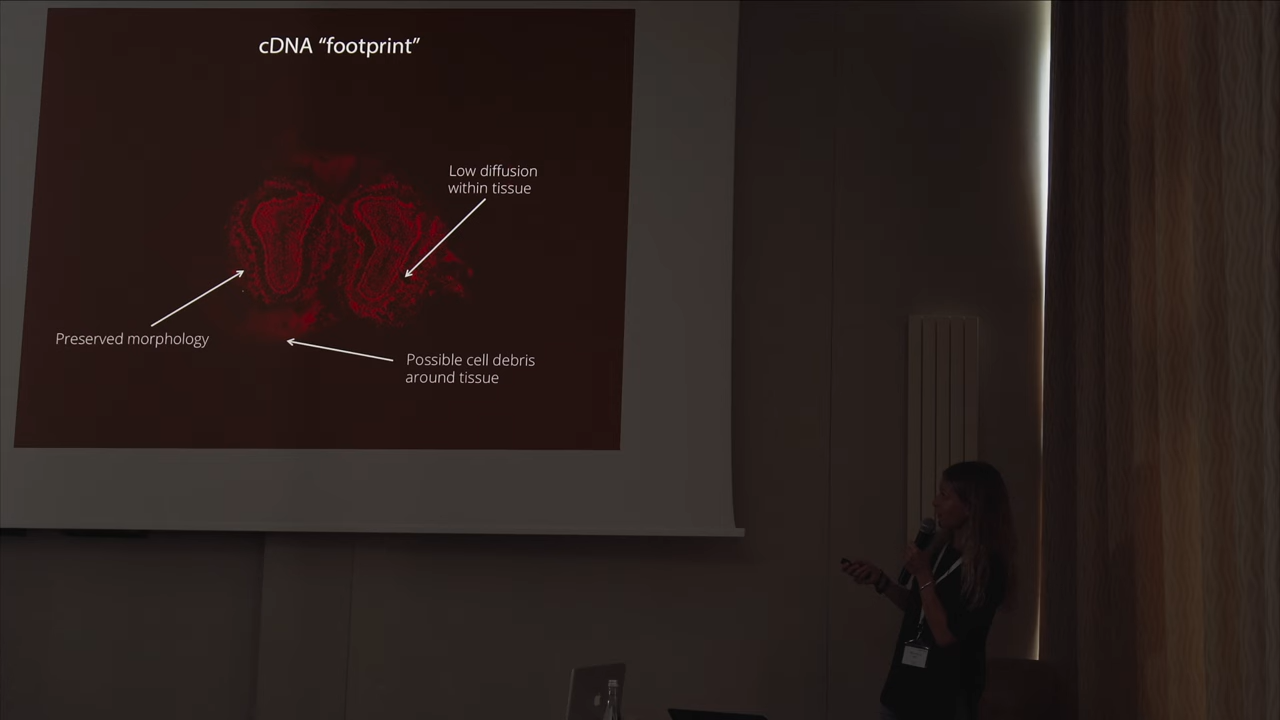 cDNA “footprint”
Low diffusion
within tissue
Preserved morphology
Possible cell debris
around tissue